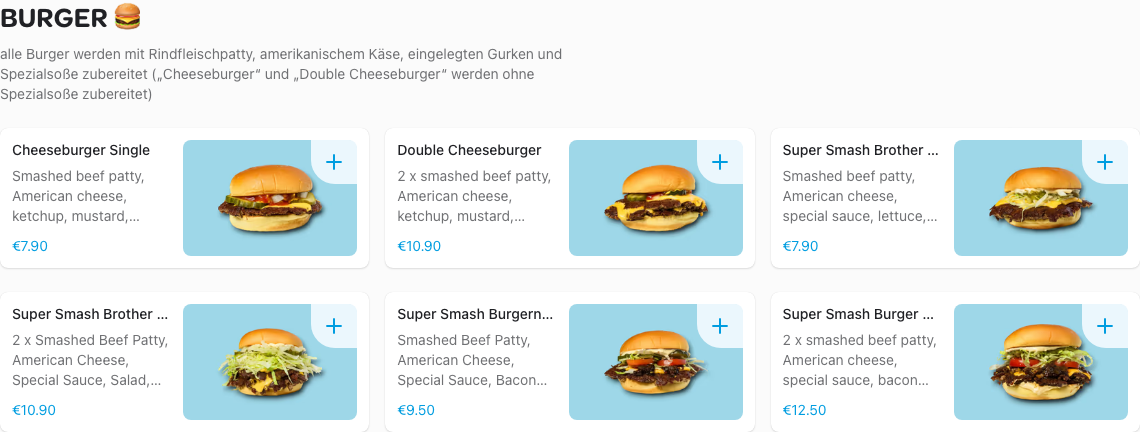 BURGER 🍔
alle Burger werden mit Rindfleischpatty, amerikanischem Käse, eingelegten Gurken und
Spezialsoße zubereitet („Cheeseburger“ und „Double Cheeseburger“ werden ohne
Spezialsoße zubereitet)
Cheeseburger Single
Smashed beef patty,
American cheese,
ketchup, mustard,...
€7.90
Double Cheeseburger
2 x smashed beef patty,
American cheese,
ketchup, mustard,...
€10.90
Super Smash Brother ...
Smashed beef patty,
American cheese,
special sauce, lettuce,...
€7.90
Super Smash Brother ...
2 x Smashed Beef Patty,
American Cheese,
Special Sauce, Salad,...
€10.90
Super Smash Burgern...
Smashed Beef Patty,
American Cheese,
Special Sauce, Bacon...
€9.50
Super Smash Burger ...
2 x smashed beef patty,
American cheese,
special sauce, bacon...
€12.50